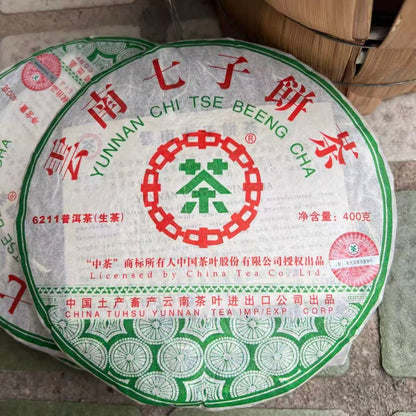 雲南七子餅茶
YUNNAN CHI TSE BEENG CHA
茶
®
6211普洱茶(生茶)
净含量: 400克
“中茶”商标所有人中国茶叶股份有限公司授权出品
Licensed by China Tea Co., Ltd.
中国土产畜产云南茶叶进出口公司出品
CHINA TUHSU YUNNAN TEA IMP/EXP. CORP.